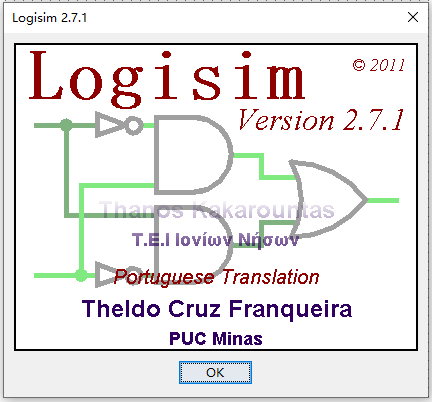 Logisim 2.7.1
Logisim
© 2011
Version 2.7.1
Thanos Kakarountas
Τ.Ε.Ι Ιονίων Νήσων
Portuguese Translation
Theldo Cruz Franqueira
PUC Minas
OK